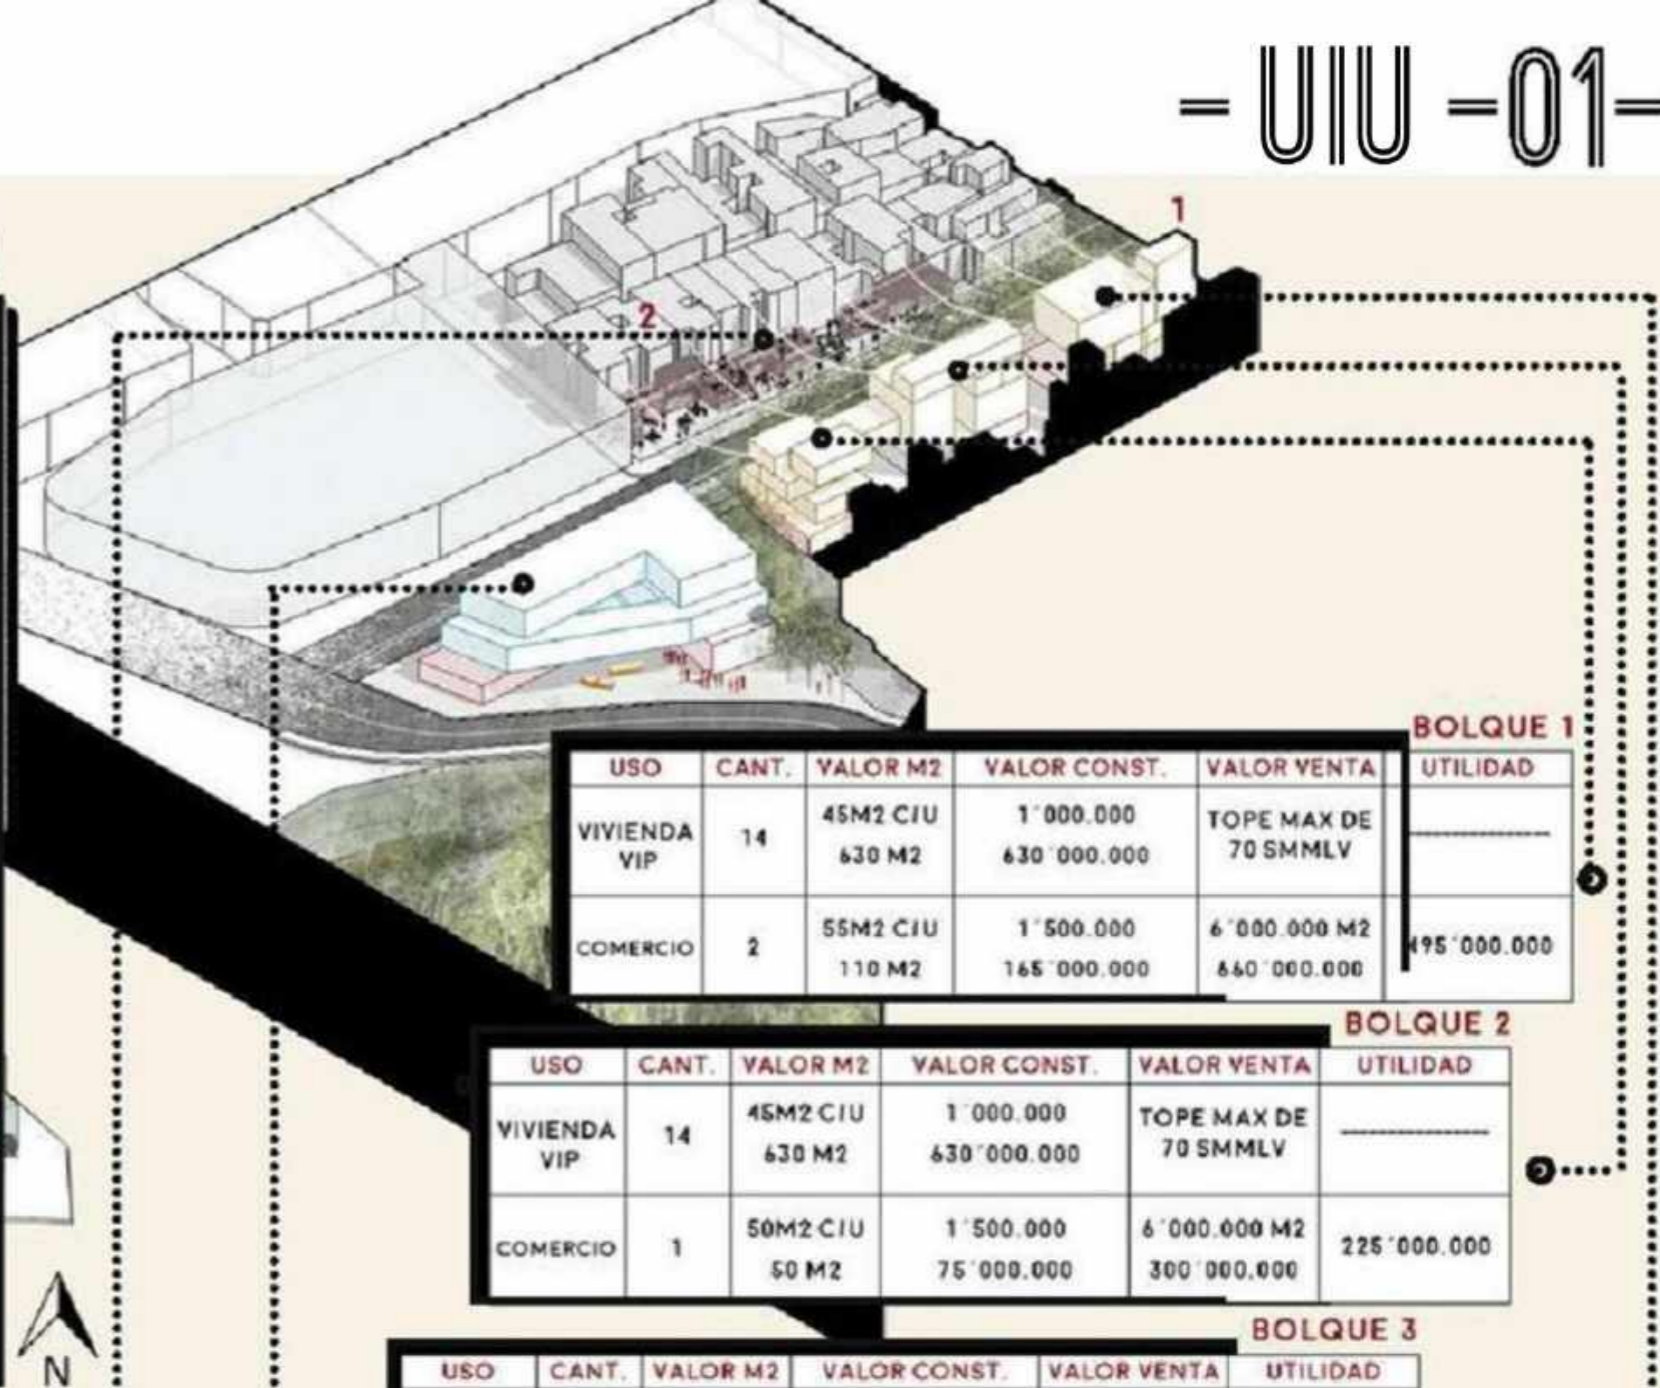 - UIU -01-
1
2
BOLQUE 1
USO CANT. VALOR M2 VALOR CONST. VALOR VENTA UTILIDAD
VIVIENDA VIP 14 45M2 C/U 630 M2 1´000.000 630´000.000 TOPE MAX DE 70 SMMLV ---------------
COMERCIO 2 55M2 C/U 110 M2 1´500.000 165´000.000 6´000.000 M2 660´000.000 495´000.000
BOLQUE 2
USO CANT. VALOR M2 VALOR CONST. VALOR VENTA UTILIDAD
VIVIENDA VIP 14 45M2 C/U 630 M2 1´000.000 630´000.000 TOPE MAX DE 70 SMMLV ---------------
COMERCIO 1 50M2 C/U 50 M2 1´500.000 75´000.000 6´000.000 M2 300´000.000 225´000.000
BOLQUE 3
USO CANT. VALOR M2 VALOR CONST. VALOR VENTA UTILIDAD
N